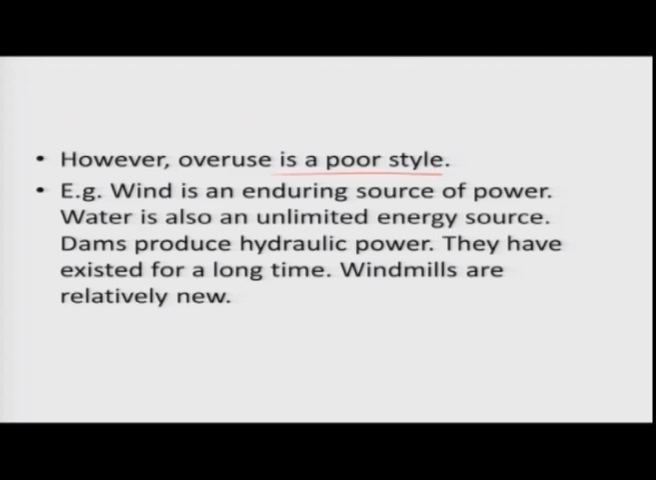 • However, overuse is a poor style.
• E.g. Wind is an enduring source of power.
Water is also an unlimited energy source.
Dams produce hydraulic power. They have
existed for a long time. Windmills are
relatively new.